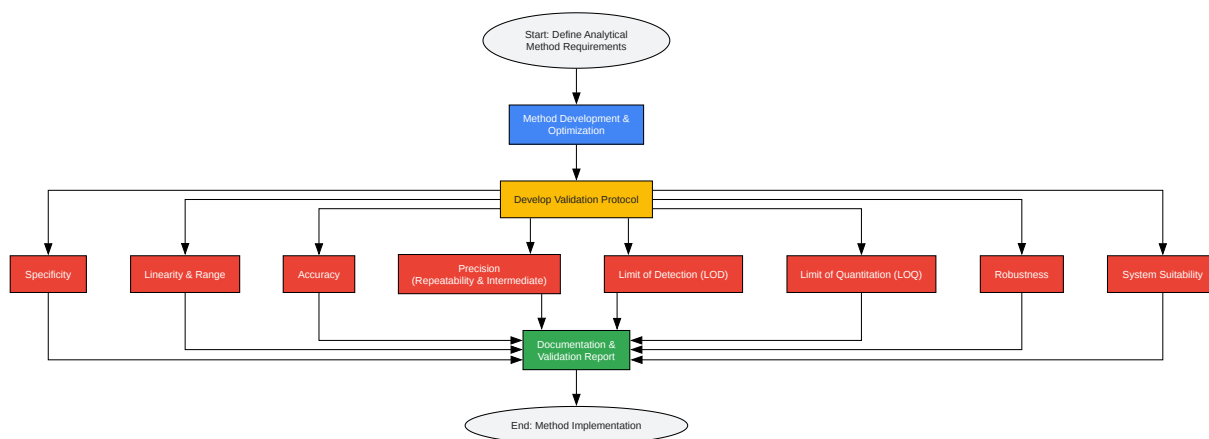 Start: Define Analytical
Method Requirements
Method Development &
Optimization
Develop Validation Protocol
Specificity
Linearity & Range
Accuracy
Precision
(Repeatability & Intermediate)
Limit of Detection (LOD)
Limit of Quantitation (LOQ)
Robustness
System Suitability
Documentation &
Validation Report
End: Method Implementation